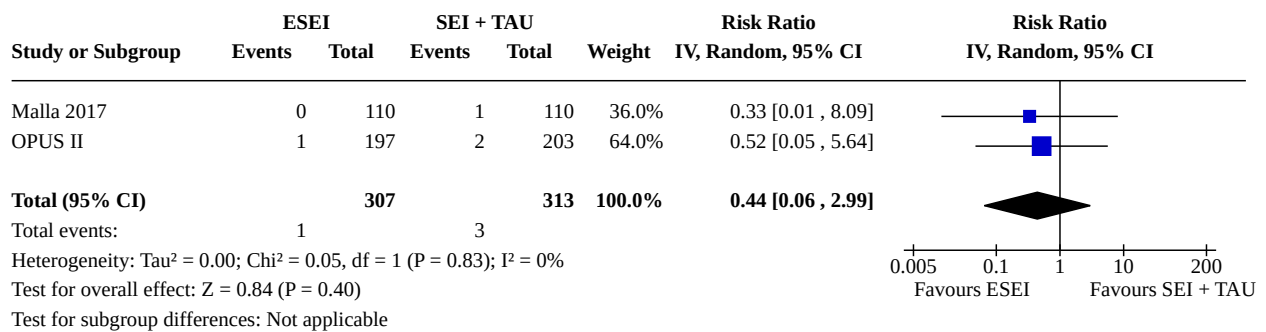 ESEI SEI + TAU Risk Ratio Risk Ratio
Study or Subgroup Events Total Events Total Weight IV, Random, 95% CI IV, Random, 95% CI
Malla 2017 0 110 1 110 36.0% 0.33 [0.01 , 8.09]
OPUS II 1 197 2 203 64.0% 0.52 [0.05 , 5.64]
Total (95% CI) 307 313 100.0% 0.44 [0.06 , 2.99]
Total events: 1 3
Heterogeneity: Tau² = 0.00; Chi² = 0.05, df = 1 (P = 0.83); I² = 0%
0.005 0.1 1 10 200
Test for overall effect: Z = 0.84 (P = 0.40)
Favours ESEI Favours SEI + TAU
Test for subgroup differences: Not applicable